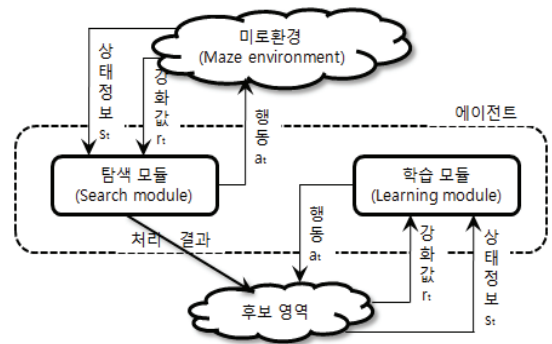 미로환경
(Maze environment)
상태정보 sₜ
강화값 rₜ
행동 aₜ
에이전트
탐색 모듈
(Search module)
학습 모듈
(Learning module)
처리 결과
행동 aₜ
강화값 rₜ
상태정보 sₜ
후보 영역